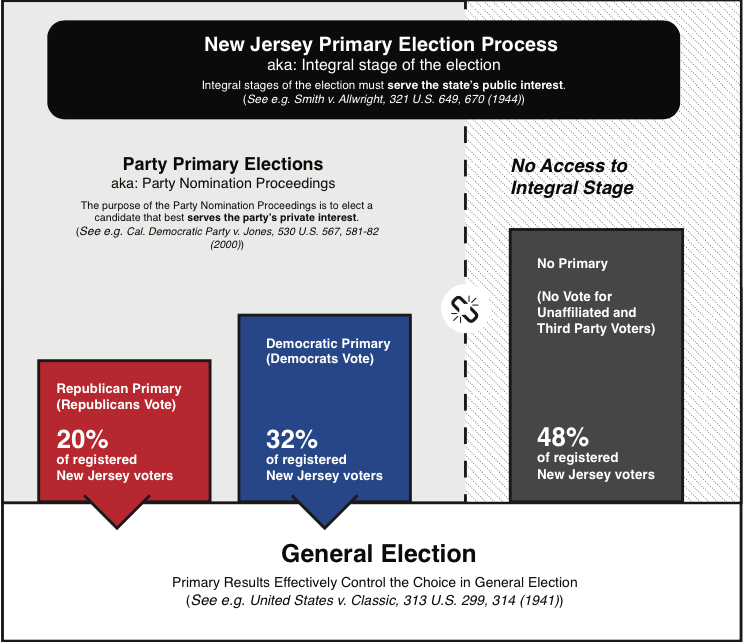 New Jersey Primary Election Process
aka: Integral stage of the election
Integral stages of the election must serve the state's public interest.
(See e.g. Smith v. Allwright, 321 U.S. 649, 670 (1944))
Party Primary Elections
aka: Party Nomination Proceedings
The purpose of the Party Nomination Proceedings is to elect a
candidate that best serves the party's private interest.
(See e.g. Cal. Democratic Party v. Jones, 530 U.S. 567, 581-82
(2000))
No Access to
Integral Stage
Republican Primary
(Republicans Vote)
20%
of registered
New Jersey voters
Democratic Primary
(Democrats Vote)
32%
of registered
New Jersey voters
No Primary
(No Vote for
Unaffiliated and
Third Party Voters)
48%
of registered
New Jersey voters
General Election
Primary Results Effectively Control the Choice in General Election
(See e.g. United States v. Classic, 313 U.S. 299, 314 (1941))